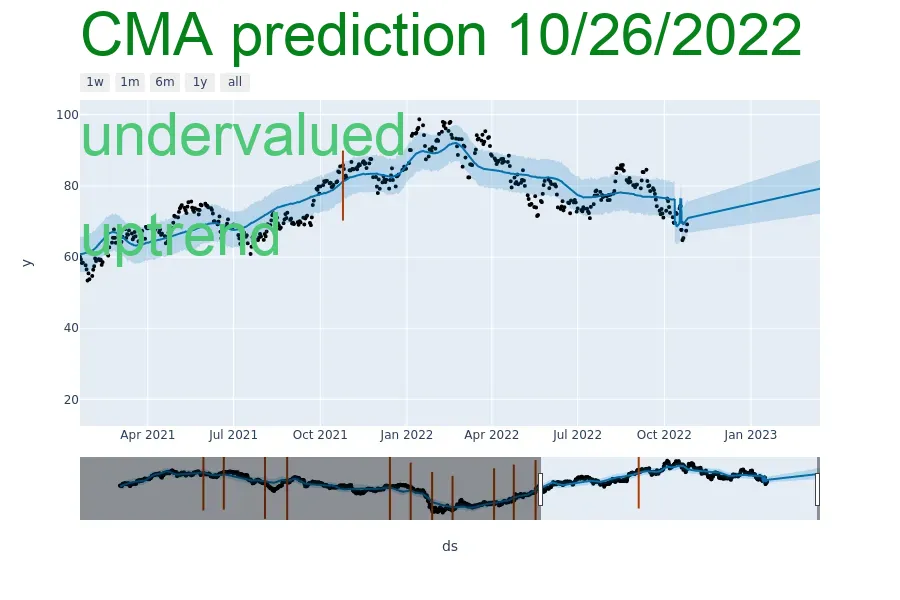 CMA prediction 10/26/2022
1w 1m 6m 1y all
undervalued
uptrend
100
80
60
40
20
y
Apr 2021 Jul 2021 Oct 2021 Jan 2022 Apr 2022 Jul 2022 Oct 2022 Jan 2023
ds